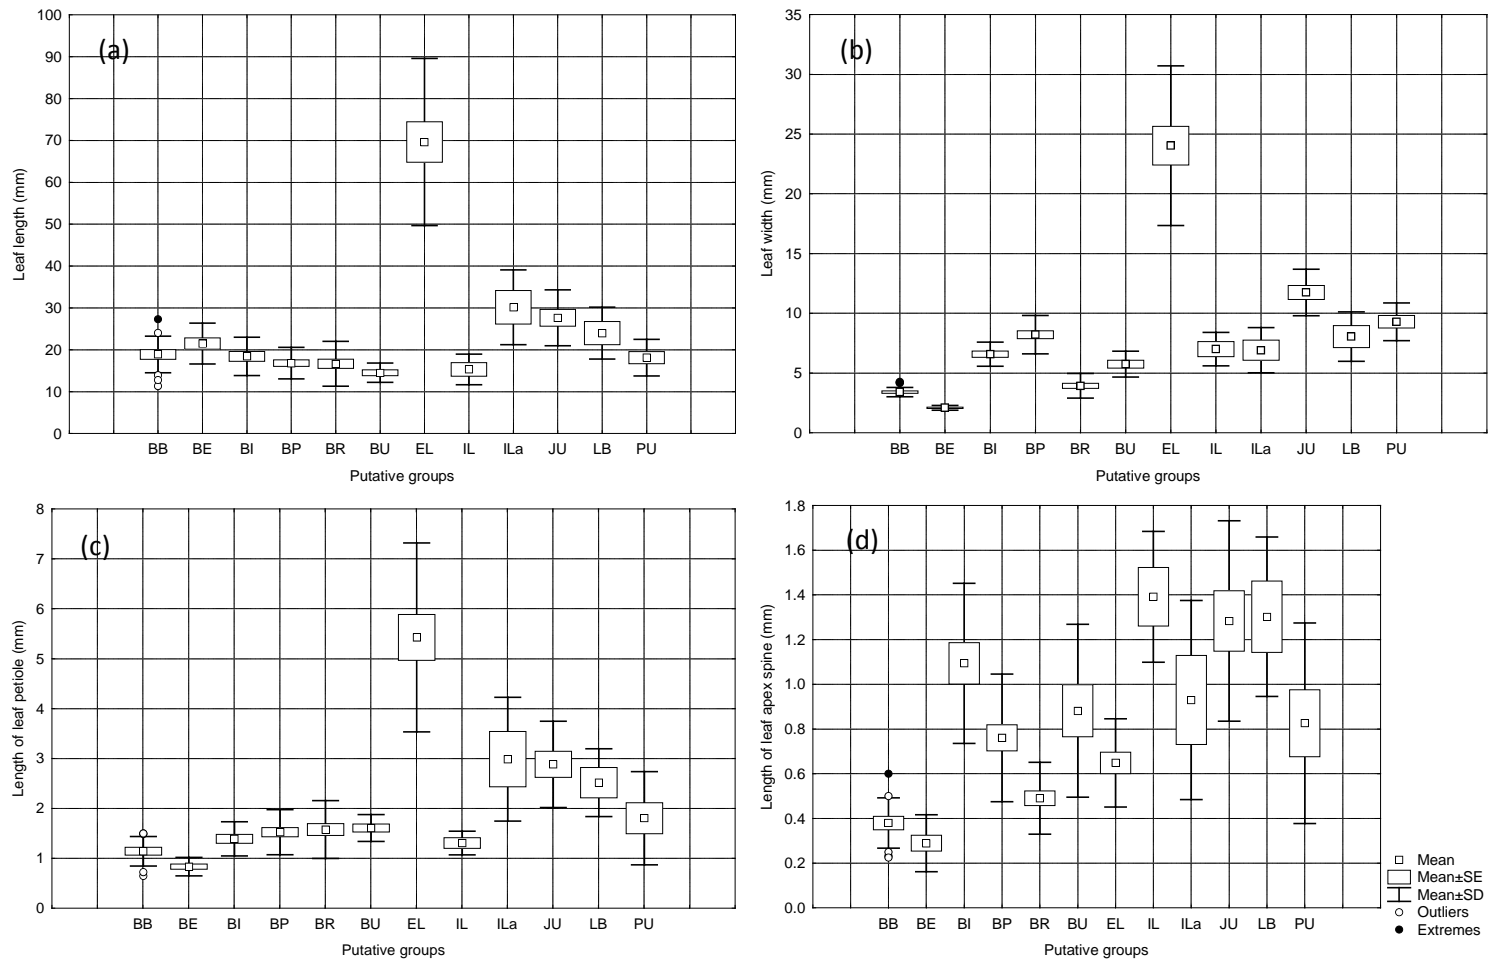 (a)
Leaf length (mm)
100
90
80
70
60
50
40
30
20
10
0
BB BE BI BP BR BU EL IL ILa JU LB PU
Putative groups
(b)
Leaf width (mm)
35
30
25
20
15
10
5
0
BB BE BI BP BR BU EL IL ILa JU LB PU
Putative groups
(c)
Length of leaf petiole (mm)
8
7
6
5
4
3
2
1
0
BB BE BI BP BR BU EL IL ILa JU LB PU
Putative groups
(d)
Length of leaf apex spine (mm)
1.8
1.6
1.4
1.2
1.0
0.8
0.6
0.4
0.2
0.0
BB BE BI BP BR BU EL IL ILa JU LB PU
Putative groups
Mean
Mean±SE
Mean±SD
Outliers
Extremes